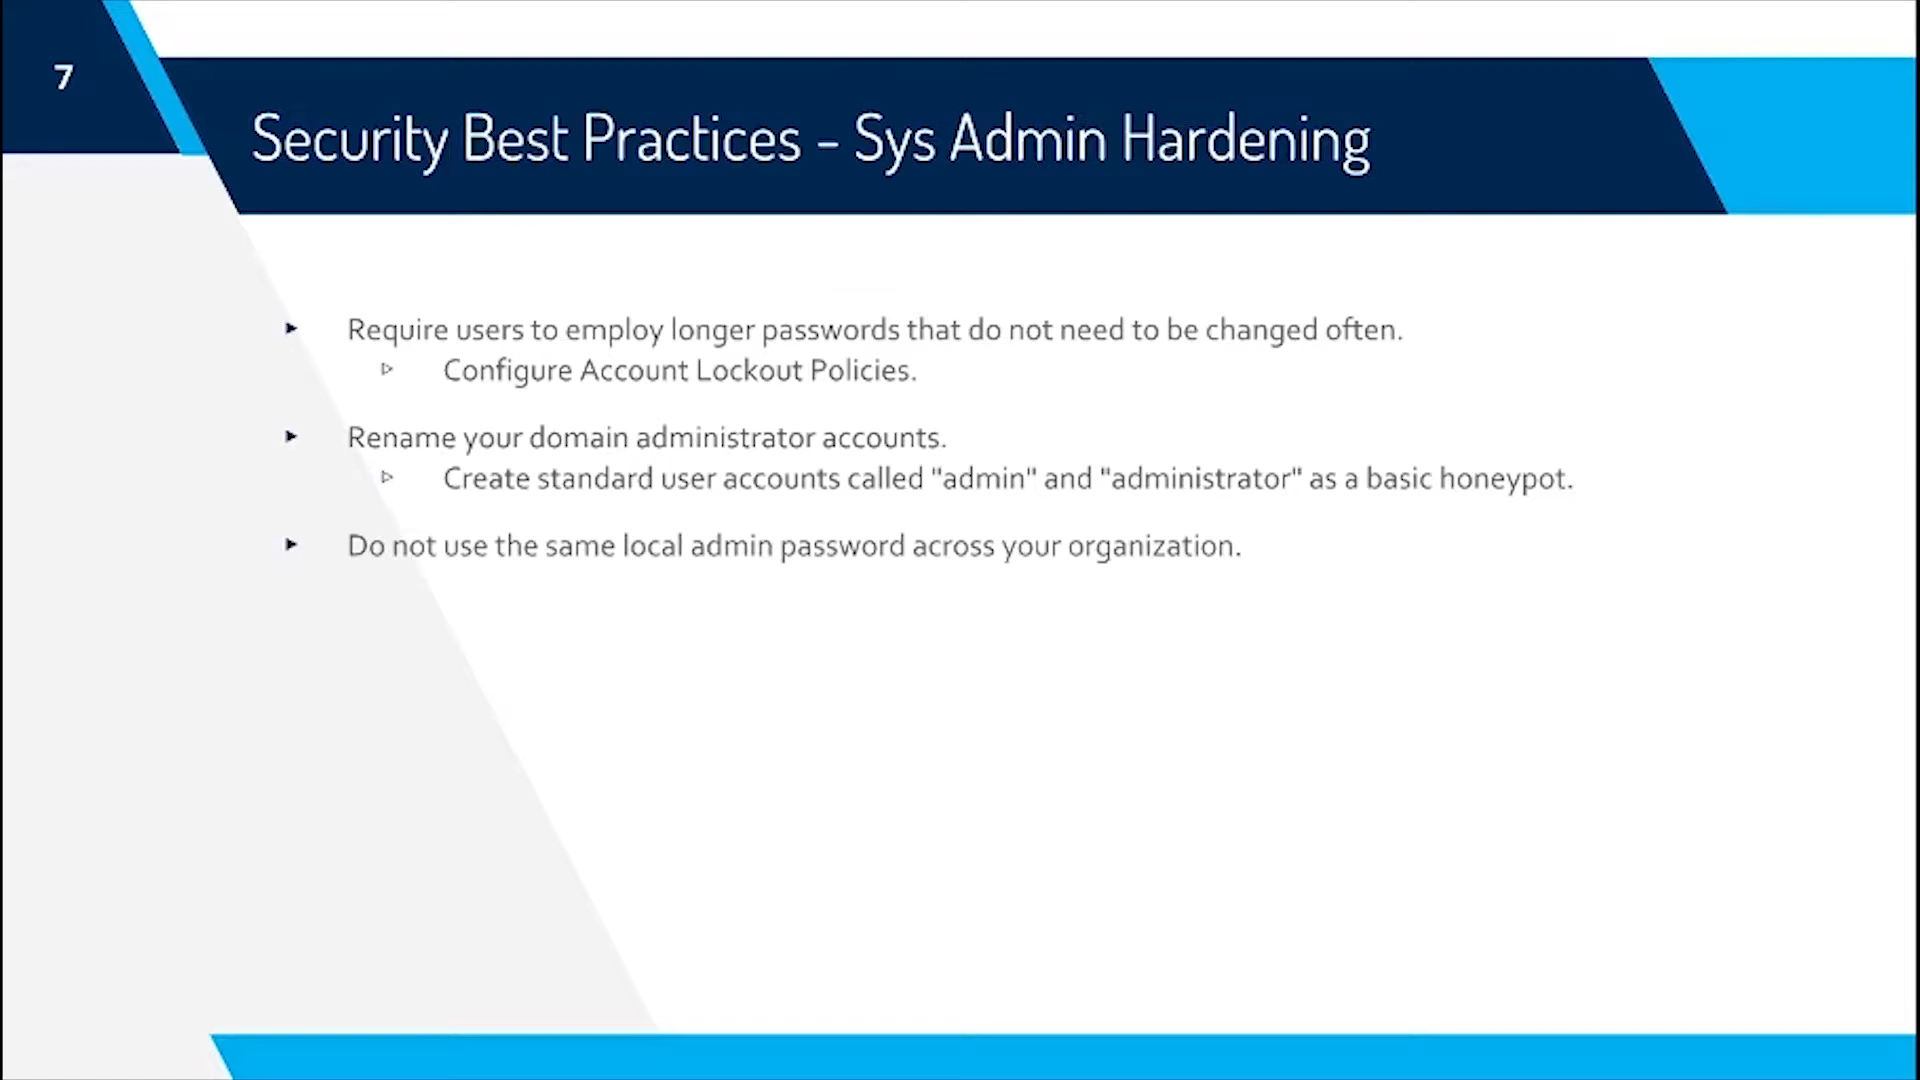 7
Security Best Practices - Sys Admin Hardening
Require users to employ longer passwords that do not need to be changed often.
Configure Account Lockout Policies.
Rename your domain administrator accounts.
Create standard user accounts called "admin" and "administrator" as a basic honeypot.
Do not use the same local admin password across your organization.